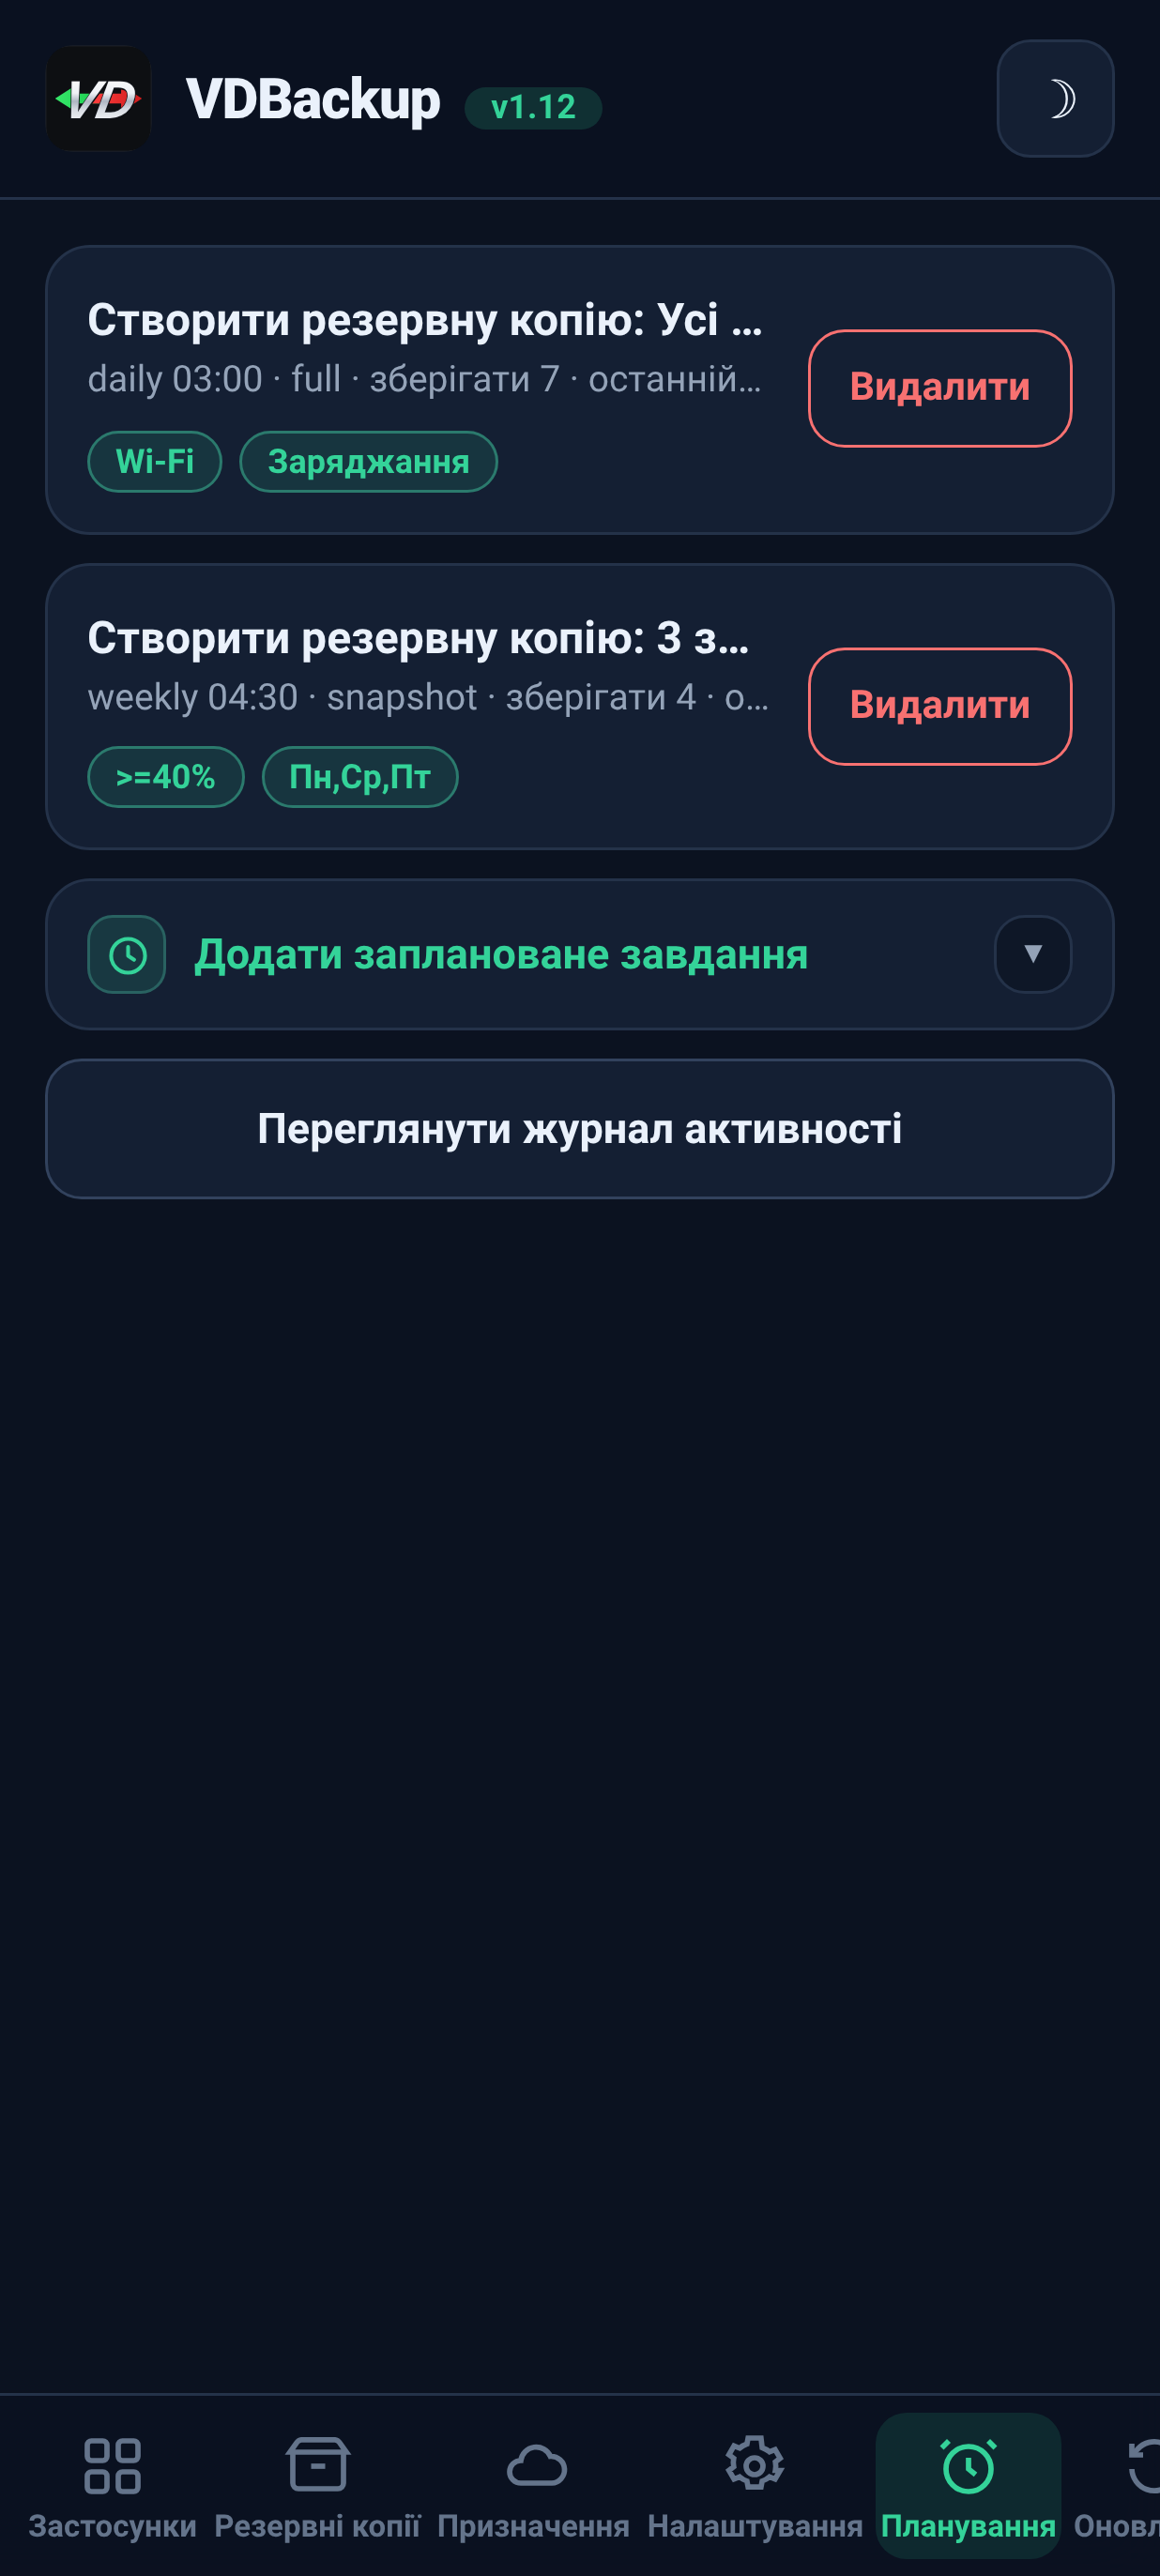 VD
VDBackup v1.12
Створити резервну копію: Усі ...
daily 03:00 · full · зберігати 7 · останній...
Видалити
Wi-Fi Заряджання
Створити резервну копію: 3 з...
weekly 04:30 · snapshot · зберігати 4 · о...
Видалити
>=40% Пн,Ср,Пт
Додати заплановане завдання
Переглянути журнал активності
Застосунки Резервні копії Призначення Налаштування Планування Оновл